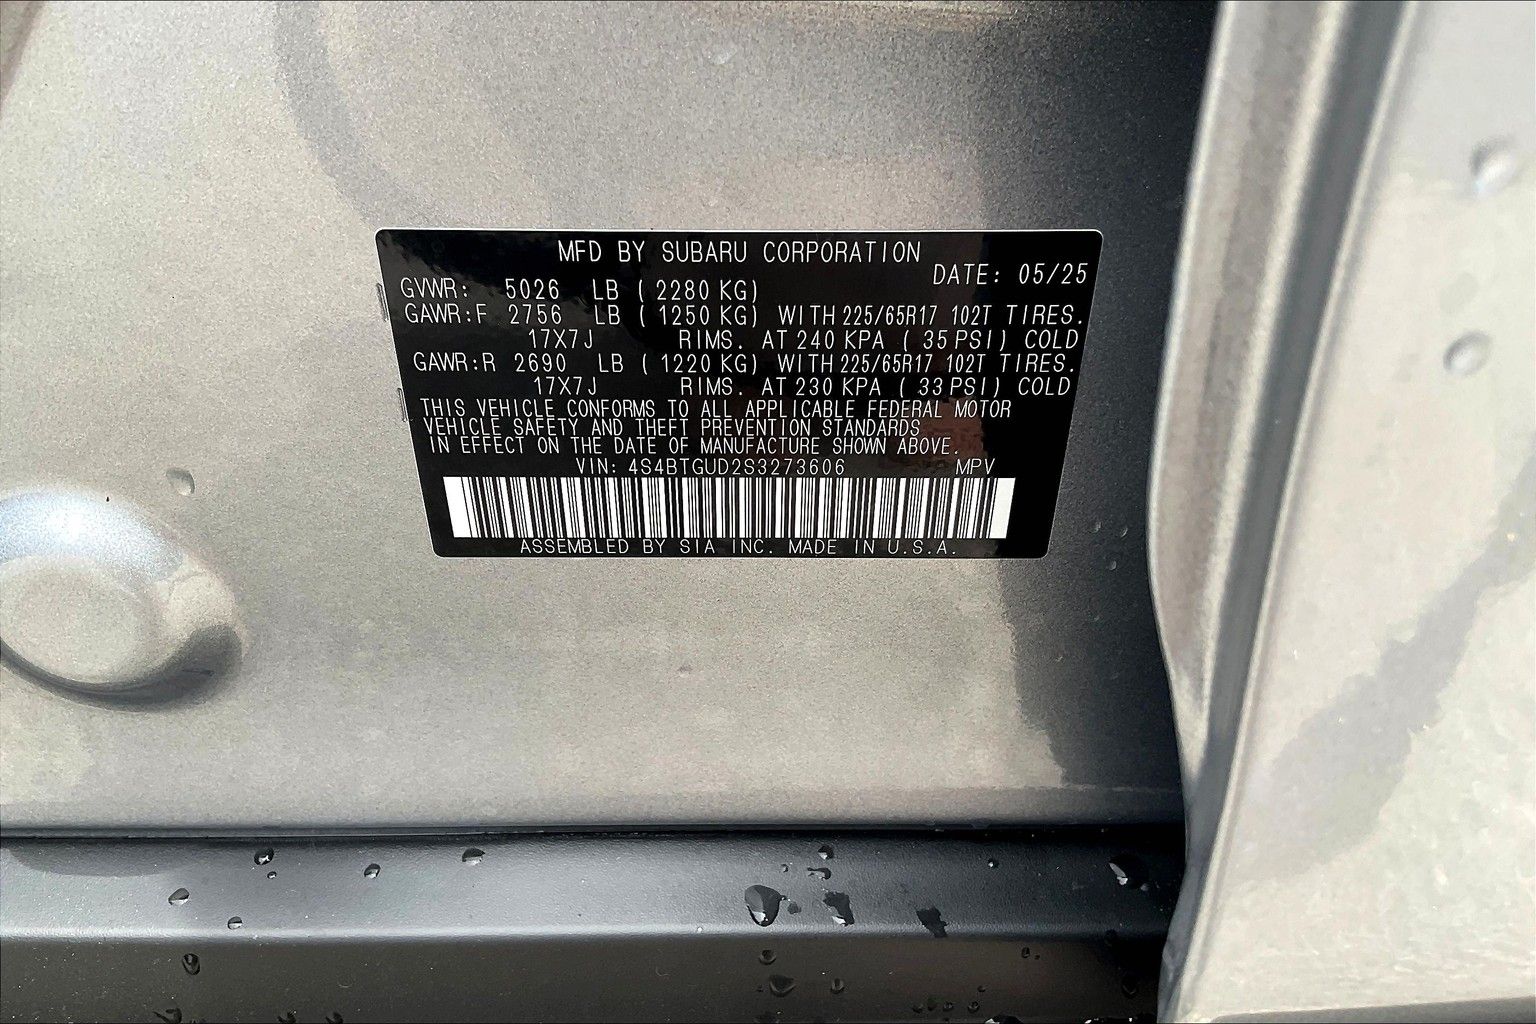 MFD BY SUBARU CORPORATION
DATE: 05/25
GVWR: 5026 LB ( 2280 KG)
GAWR:F 2756 LB ( 1250 KG) WITH 225/65R17 102T TIRES.
17X7J RIMS. AT 240 KPA ( 35 PSI) COLD
GAWR:R 2690 LB ( 1220 KG) WITH 225/65R17 102T TIRES.
17X7J RIMS. AT 230 KPA ( 33 PSI) COLD
THIS VEHICLE CONFORMS TO ALL APPLICABLE FEDERAL MOTOR
VEHICLE SAFETY AND THEFT PREVENTION STANDARDS
IN EFFECT ON THE DATE OF MANUFACTURE SHOWN ABOVE.
VIN: 4S4BTGUD2S3273606 MPV
ASSEMBLED BY SIA INC. MADE IN U.S.A.